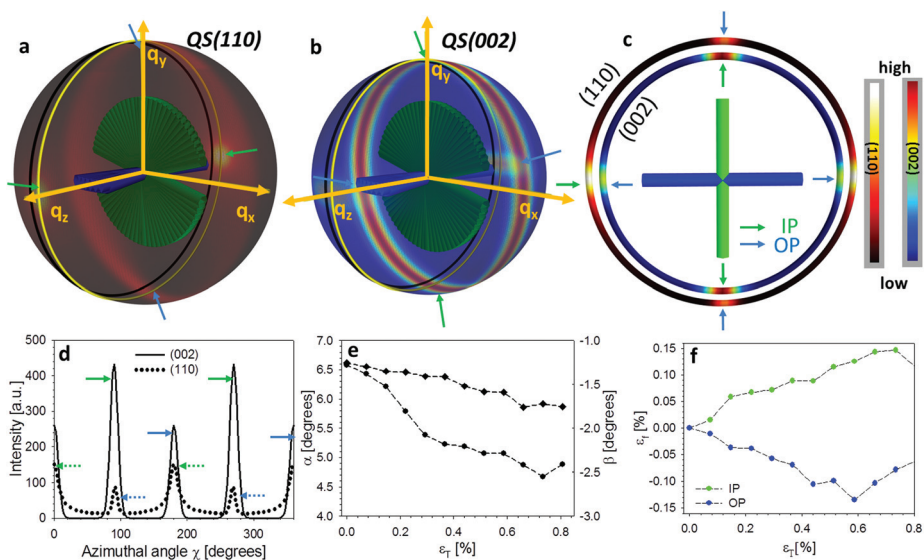 a
QS(110)
qy
qz
qx
b
QS(002)
qy
qz
qx
c
(110)
(002)
IP
OP
high
(110)
(002)
low
d
(002)
(110)
Intensity [a.u.]
500
400
300
200
100
0
0 100 200 300
Azimuthal angle χ [degrees]
e
α [degrees]
7.0
6.5
6.0
5.5
5.0
4.5
4.0
β [degrees]
-1.0
-1.5
-2.0
-2.5
-3.0
0.0 0.2 0.4 0.6 0.8
εT [%]
f
εf [%]
0.15
0.10
0.05
0.00
-0.05
-0.10
-0.15
IP
OP
0.0 0.2 0.4 0.6 0.8
εT[%]